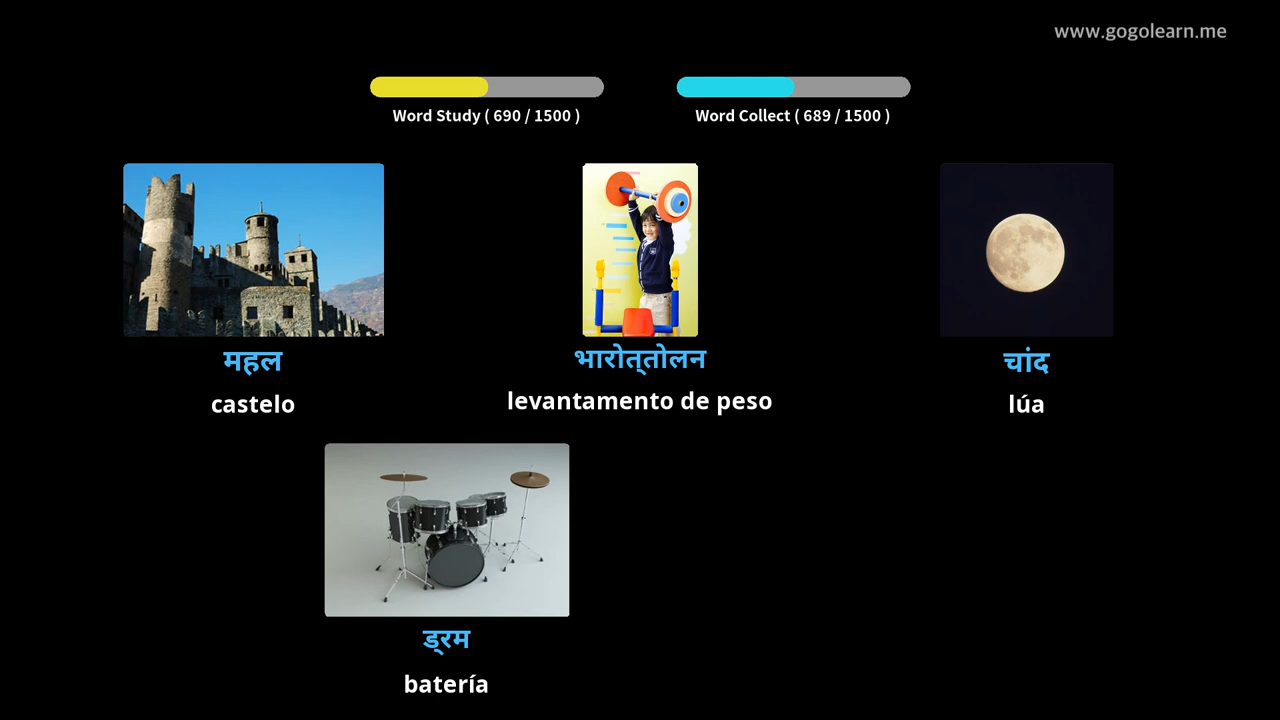 www.gogolearn.me
Word Study ( 690 / 1500 )
Word Collect ( 689 / 1500 )
महल
भारोत्तोलन
चांद
castelo
levantamento de peso
lúa
ड्रम
batería